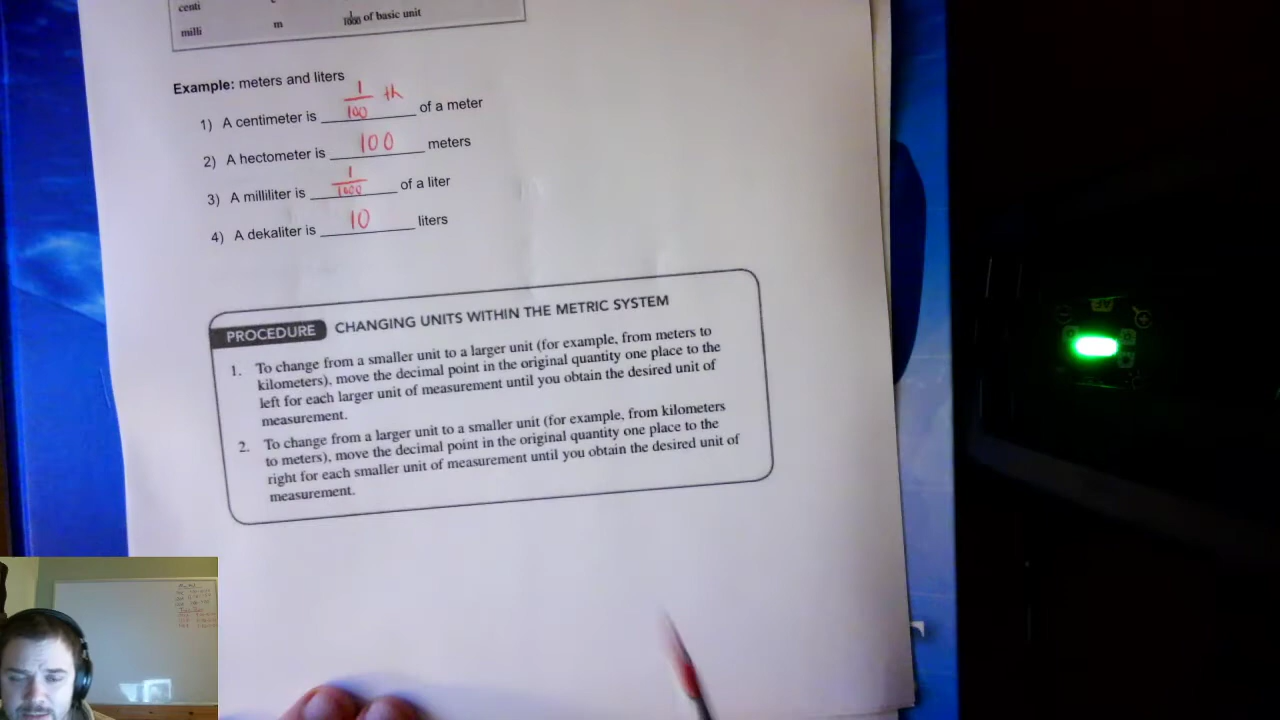 centi
milli m 1/1000 of basic unit
Example: meters and liters
1) A centimeter is 1/100 th of a meter
2) A hectometer is 100 meters
3) A milliliter is 1/1000 of a liter
4) A dekaliter is 10 liters
PROCEDURE CHANGING UNITS WITHIN THE METRIC SYSTEM
1. To change from a smaller unit to a larger unit (for example, from meters to
kilometers), move the decimal point in the original quantity one place to the
left for each larger unit of measurement until you obtain the desired unit of
measurement.
2. To change from a larger unit to a smaller unit (for example, from kilometers
to meters), move the decimal point in the original quantity one place to the
right for each smaller unit of measurement until you obtain the desired unit of
measurement.